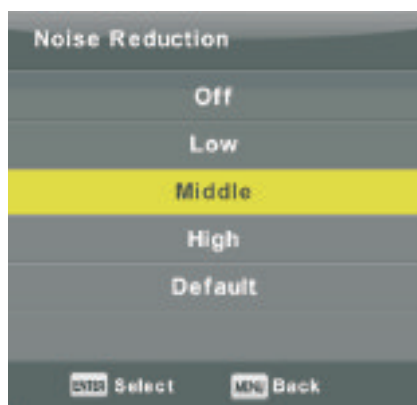 Noise Reduction
Off
Low
Middle
High
Default
ENTER Select MENU Back